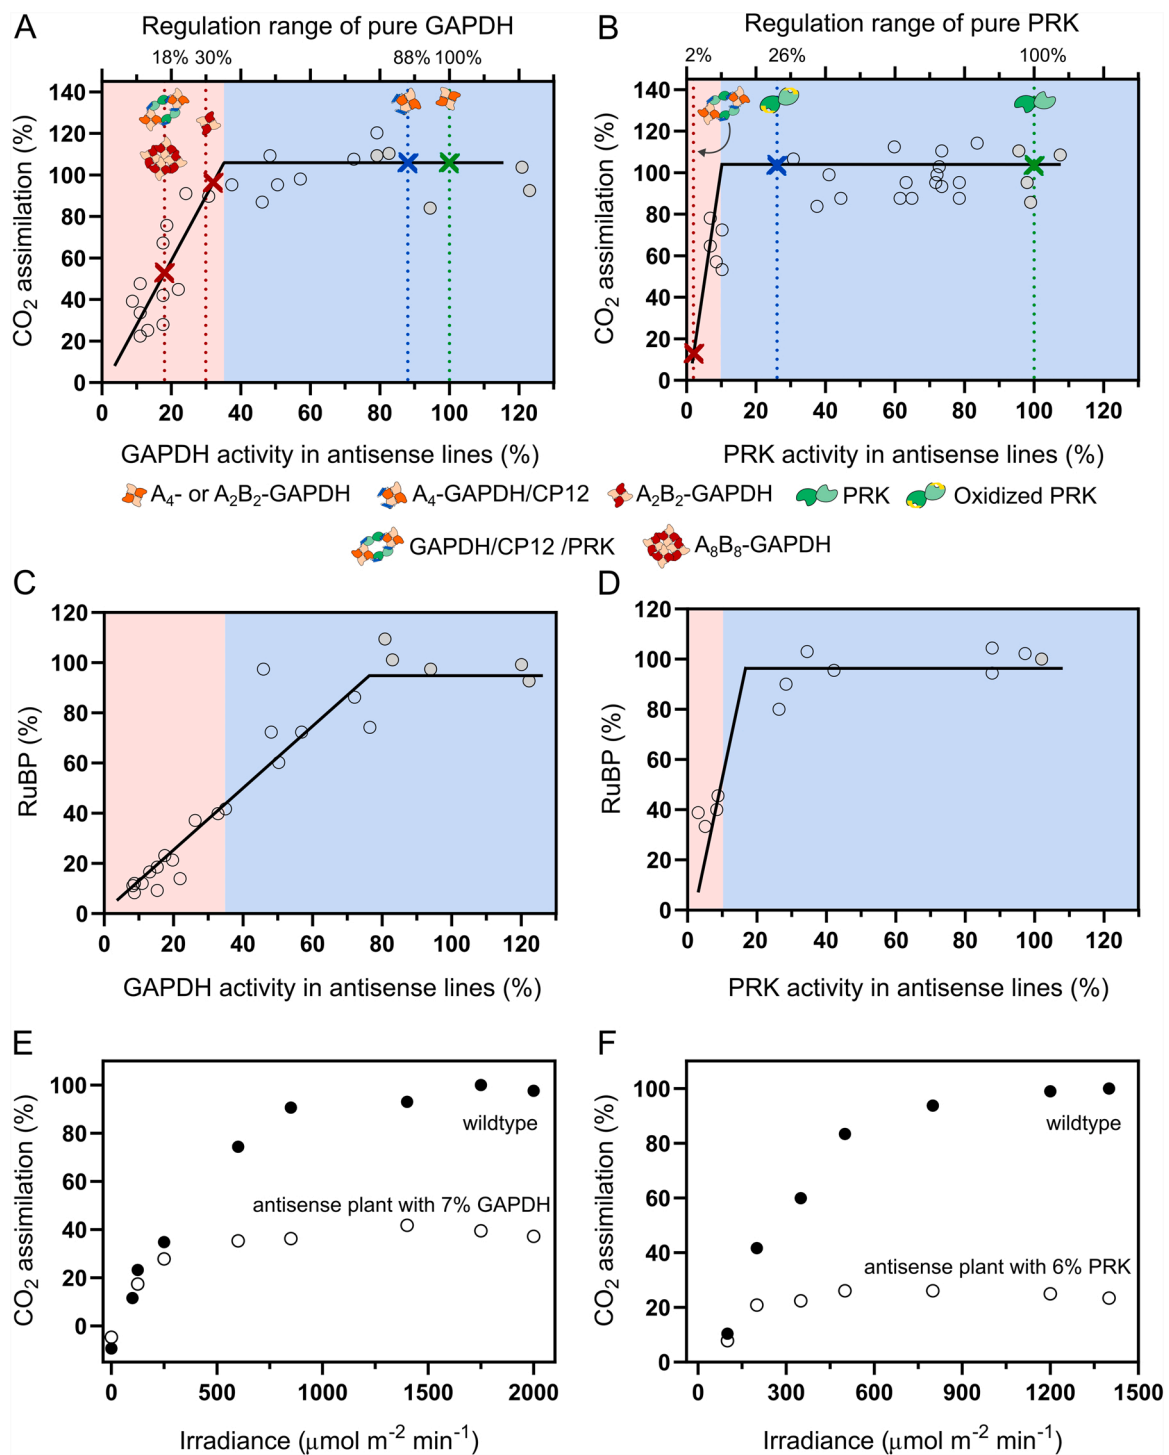 A
Regulation range of pure GAPDH
18% 30% 88% 100%
140
120
100
80
60
40
20
0
CO2 assimilation (%)
0 20 40 60 80 100 120
GAPDH activity in antisense lines (%)
B
Regulation range of pure PRK
2% 26% 100%
140
120
100
80
60
40
20
0
CO2 assimilation (%)
0 20 40 60 80 100 120
PRK activity in antisense lines (%)
A4- or A2B2-GAPDH A4-GAPDH/CP12 A2B2-GAPDH PRK Oxidized PRK
GAPDH/CP12 /PRK A8B8-GAPDH
C
120
100
80
60
40
20
0
RuBP (%)
0 20 40 60 80 100 120
GAPDH activity in antisense lines (%)
D
120
100
80
60
40
20
0
RuBP (%)
0 20 40 60 80 100 120
PRK activity in antisense lines (%)
E
100
80
60
40
20
0
CO2 assimilation (%)
wildtype
antisense plant with 7% GAPDH
0 500 1000 1500 2000
Irradiance (μmol m-2 min-1)
F
100
80
60
40
20
0
CO2 assimilation (%)
wildtype
antisense plant with 6% PRK
0 300 600 900 1200 1500
Irradiance (μmol m-2 min-1)